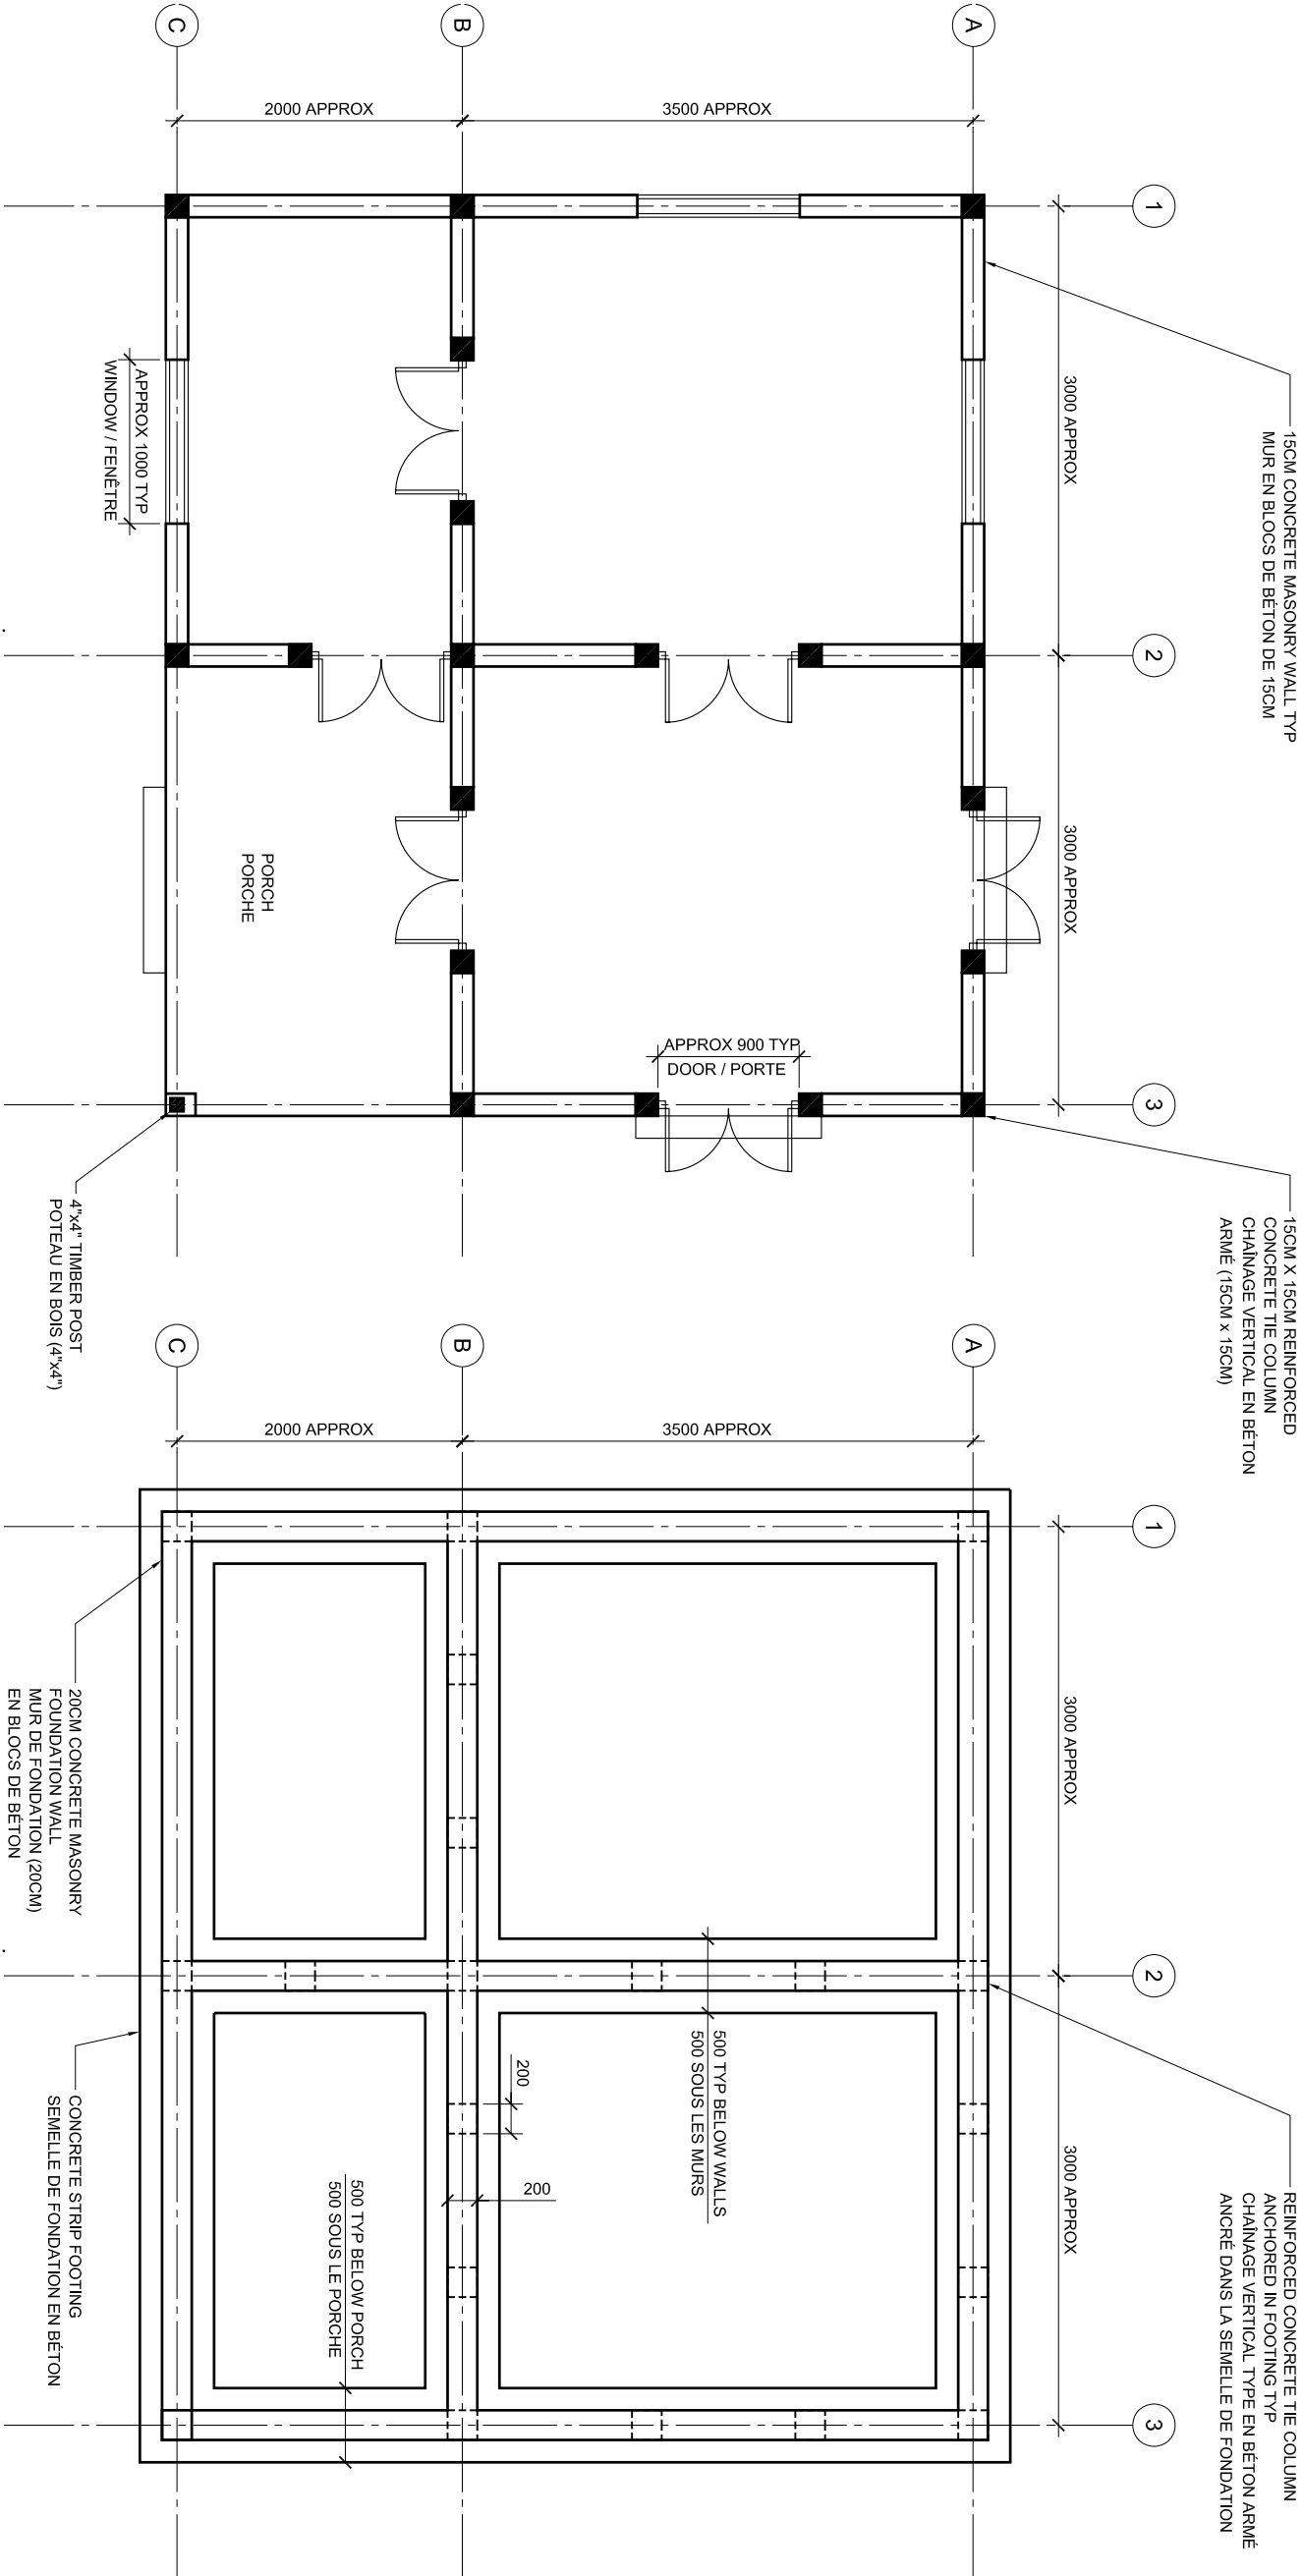 C
B
A
2000 APPROX
3500 APPROX
1
3000 APPROX
2
3000 APPROX
3
15CM CONCRETE MASONRY WALL TYP
MUR EN BLOCS DE BÉTON DE 15CM
APPROX 1000 TYP
WINDOW / FENÊTRE
PORCH
PORCHE
APPROX 900 TYP
DOOR / PORTE
15CM X 15CM REINFORCED
CONCRETE TIE COLUMN
CHAÎNAGE VERTICAL EN BÉTON
ARMÉ (15CM x 15CM)
4"x4" TIMBER POST
POTEAU EN BOIS (4"x4")
C
B
A
2000 APPROX
3500 APPROX
1
3000 APPROX
2
3000 APPROX
3
20CM CONCRETE MASONRY
FOUNDATION WALL
MUR DE FONDATION (20CM)
EN BLOCS DE BÉTON
500 TYP BELOW WALLS
500 SOUS LES MURS
200
200
500 TYP BELOW PORCH
500 SOUS LE PORCHE
CONCRETE STRIP FOOTING
SEMELLE DE FONDATION EN BÉTON
REINFORCED CONCRETE TIE COLUMN
ANCHORED IN FOOTING TYP
CHAÎNAGE VERTICAL TYPE EN BÉTON ARMÉ
ANCRÉ DANS LA SEMELLE DE FONDATION